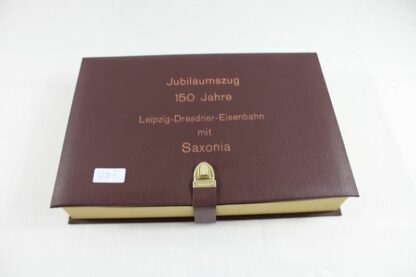 Jubiläumszug
150 Jahre
Leipzig-Dresdner-Eisenbahn
mit
Saxonia